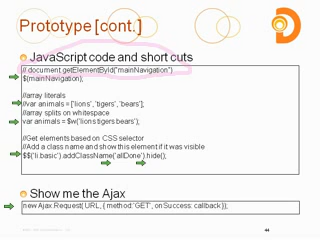 Prototype [cont.]
JavaScript code and short cuts
// document.getElementById("mainNavigation")
$(mainNavigation);
//array literals
//var animals = ['lions', 'tigers', 'bears'];
//array splits on whitespace
var animals = $w('lions tigers bears');
//Get elements based on CSS selector
//Add a class name and show this element if it was visible
$$('li.basic').addClassName('allDone').hide();
Show me the Ajax
new Ajax.Request( URL, { method:'GET', onSuccess: callback });
44